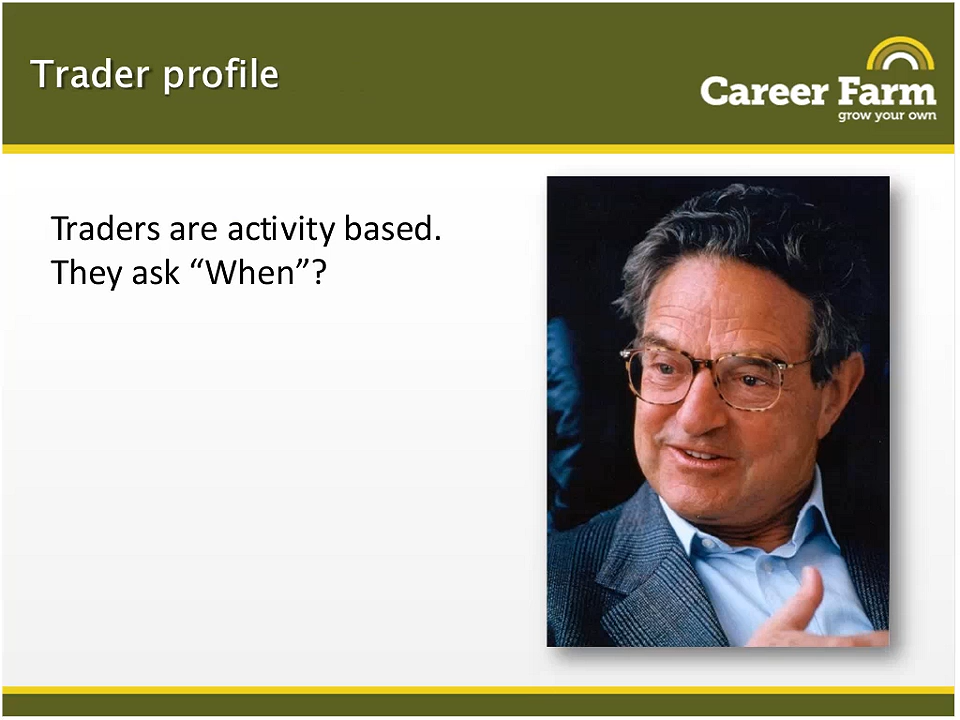 Trader profile
Career Farm
grow your own
Traders are activity based.
They ask “When”?